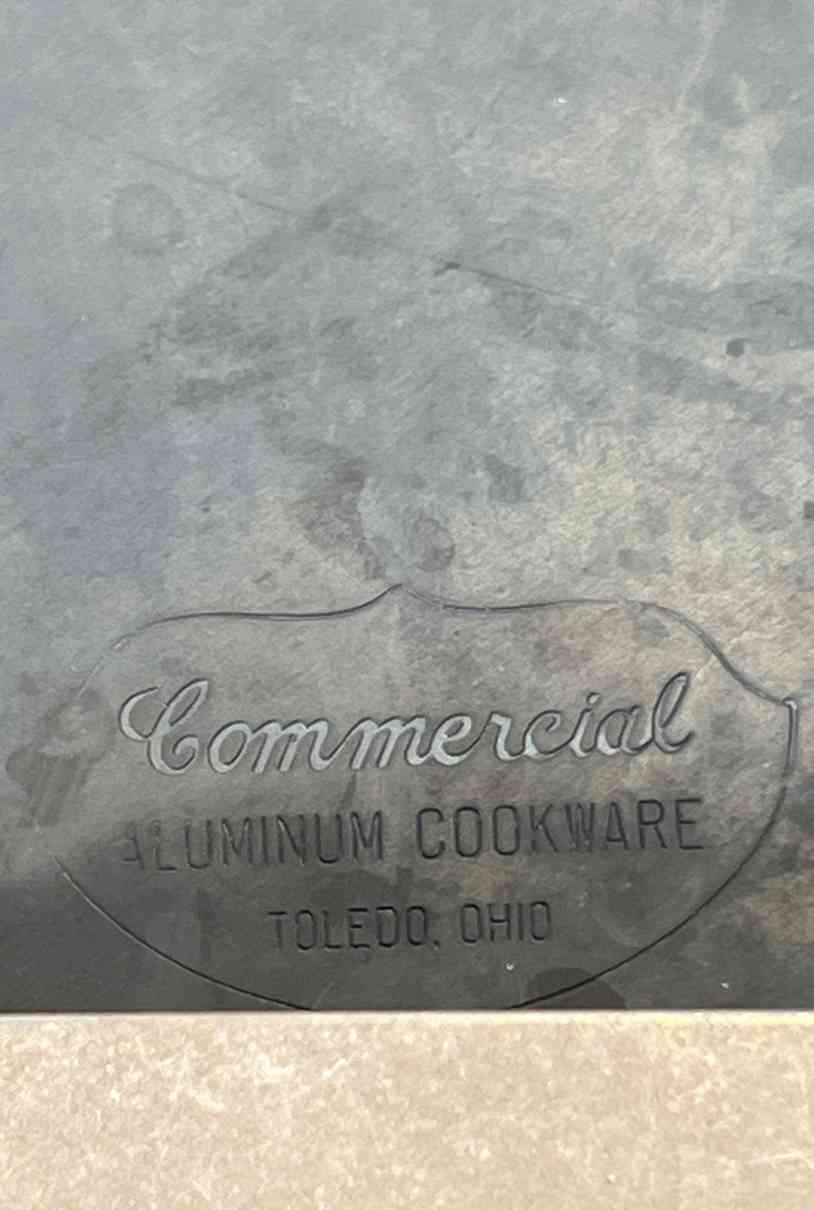 Commercial
ALUMINUM COOKWARE
TOLEDO, OHIO